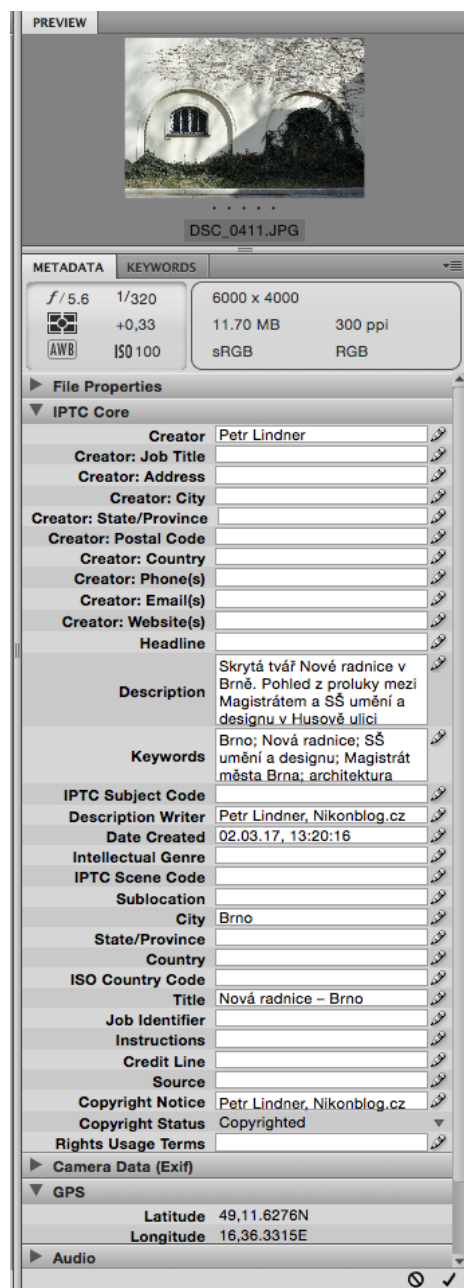 PREVIEW
DSC_0411.JPG
METADATA KEYWORDS
f/5.6 1/320 6000 x 4000
+0,33 11.70 MB 300 ppi
AWB ISO 100 sRGB RGB
File Properties
IPTC Core
Creator Petr Lindner
Creator: Job Title
Creator: Address
Creator: City
Creator: State/Province
Creator: Postal Code
Creator: Country
Creator: Phone(s)
Creator: Email(s)
Creator: Website(s)
Headline
Description Skrytá tvář Nové radnice v
Brně. Pohled z proluky mezi
Magistrátem a SŠ umění a
designu v Husově ulici
Keywords Brno; Nová radnice; SŠ
umění a designu; Magistrát
města Brna; architektura
IPTC Subject Code
Description Writer Petr Lindner, Nikonblog.cz
Date Created 02.03.17, 13:20:16
Intellectual Genre
IPTC Scene Code
Sublocation
City Brno
State/Province
Country
ISO Country Code
Title Nová radnice – Brno
Job Identifier
Instructions
Credit Line
Source
Copyright Notice Petr Lindner, Nikonblog.cz
Copyright Status Copyrighted
Rights Usage Terms
Camera Data (Exif)
GPS
Latitude 49,11.6276N
Longitude 16,36.3315E
Audio